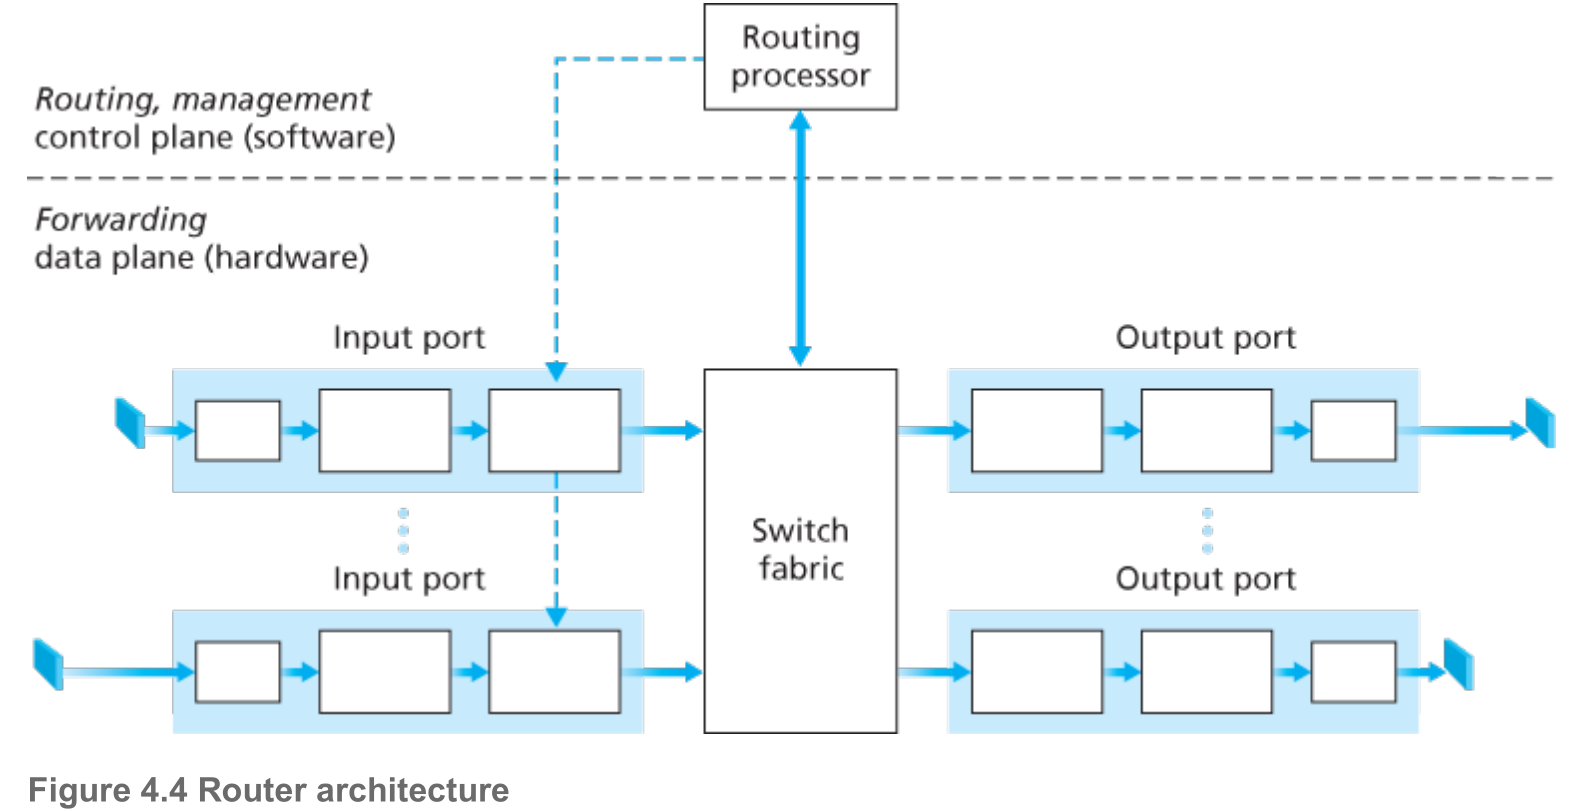 Routing
processor
Routing, management
control plane (software)
Forwarding
data plane (hardware)
Input port
Output port
Switch
fabric
Input port
Output port
Figure 4.4 Router architecture